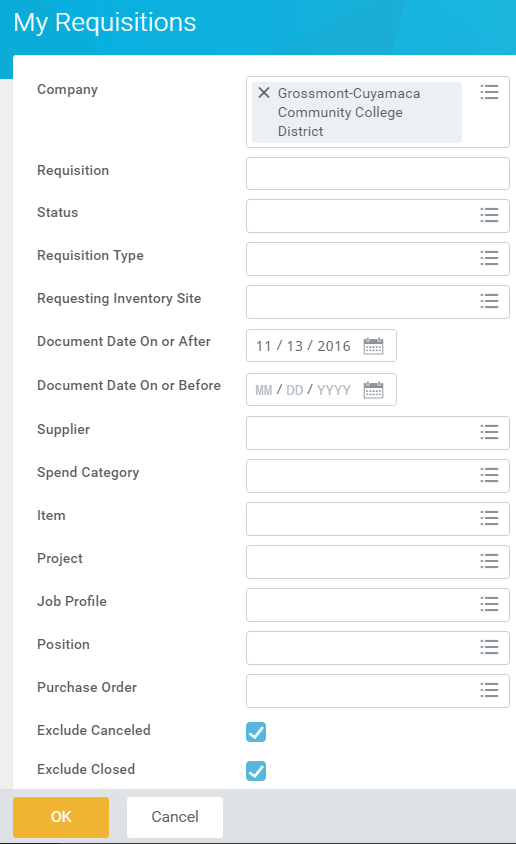 My Requisitions
Company
Grossmont-Cuyamaca
Community College
District
Requisition
Status
Requisition Type
Requesting Inventory Site
Document Date On or After
11 / 13 / 2016
Document Date On or Before
MM / DD / YYYY
Supplier
Spend Category
Item
Project
Job Profile
Position
Purchase Order
Exclude Canceled
Exclude Closed
OK
Cancel